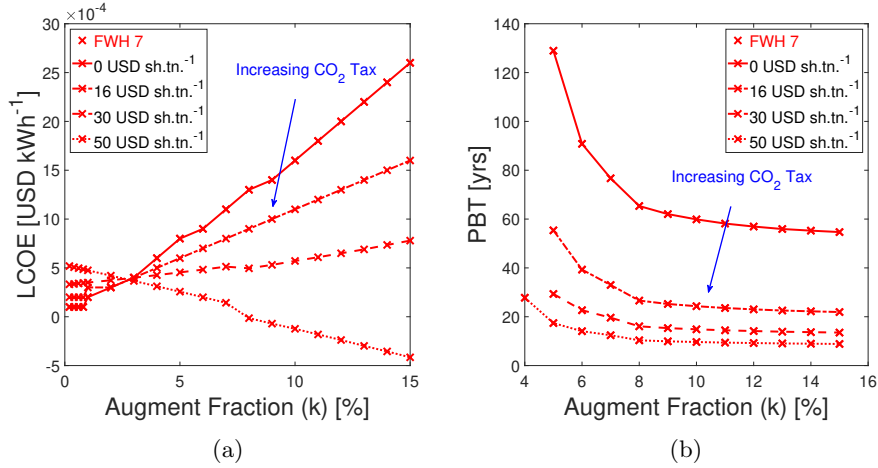 ×10⁻⁴
30
25
20
15
10
5
0
-5
0
5
10
15
LCOE [USD kWh⁻¹]
Augment Fraction (k) [%]
FWH 7
0 USD sh.tn.⁻¹
16 USD sh.tn.⁻¹
30 USD sh.tn.⁻¹
50 USD sh.tn.⁻¹
Increasing CO₂ Tax
(a)
140
120
100
80
60
40
20
0
4
6
8
10
12
14
16
PBT [yrs]
Augment Fraction (k) [%]
FWH 7
0 USD sh.tn.⁻¹
16 USD sh.tn.⁻¹
30 USD sh.tn.⁻¹
50 USD sh.tn.⁻¹
Increasing CO₂ Tax
(b)